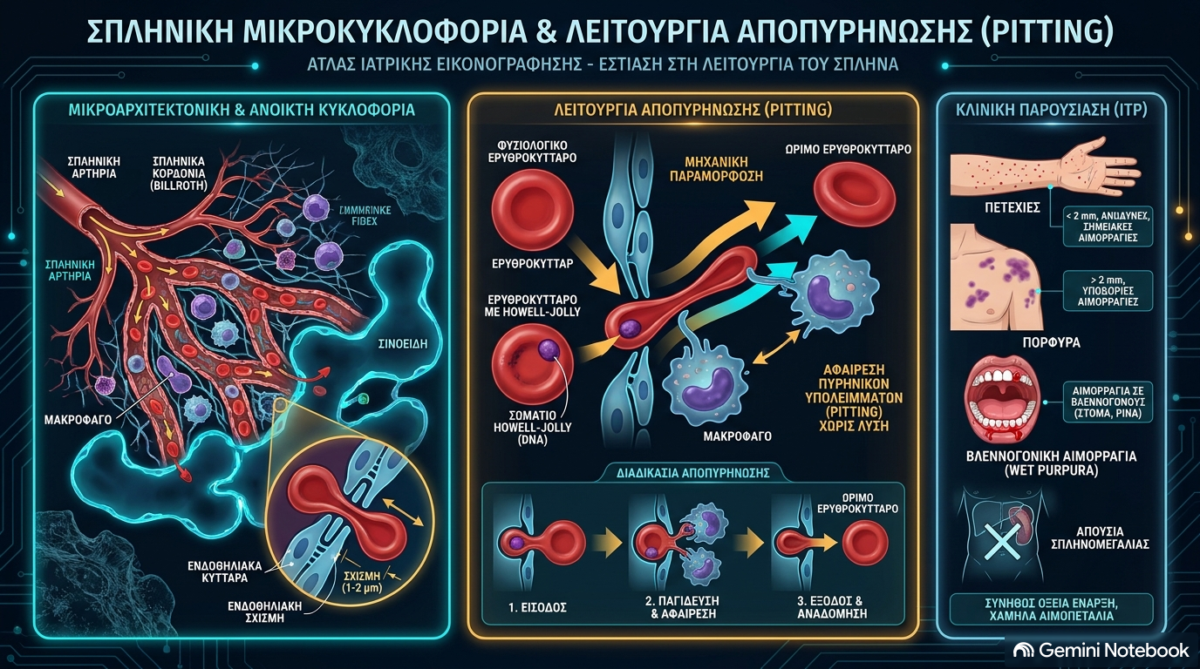 ΣΠΛΗΝΙΚΗ ΜΙΚΡΟΚΥΚΛΟΦΟΡΙΑ & ΛΕΙΤΟΥΡΓΙΑ ΑΠΟΠΥΡΗΝΩΣΗΣ (PITTING)
ΑΤΛΑΣ ΙΑΤΡΙΚΗΣ ΕΙΚΟΝΟΓΡΑΦΗΣΗΣ - ΕΣΤΙΑΣΗ ΣΤΗ ΛΕΙΤΟΥΡΓΙΑ ΤΟΥ ΣΠΛΗΝΑ
ΜΙΚΡΟΑΡΧΙΤΕΚΤΟΝΙΚΗ & ΑΝΟΙΚΤΗ ΚΥΚΛΟΦΟΡΙΑ
ΣΠΛΗΝΙΚΗ
ΑΡΤΗΡΙΑ
ΣΠΛΗΝΙΚΑ
ΚΟΡΔΟΝΙΑ
(BILLROTH)
ΣΠΛΗΝΙΚΗ
ΑΡΤΗΡΙΑ
ΣΙΝΟΕΙΔΗ
ΜΑΚΡΟΦΑΓΟ
ΕΝΔΟΘΗΛΙΑΚΑ
ΚΥΤΤΑΡΑ
ΣΧΙΣΜΗ
(1-2 μm)
ΕΝΔΟΘΗΛΙΑΚΗ
ΣΧΙΣΜΗ
ΛΕΙΤΟΥΡΓΙΑ ΑΠΟΠΥΡΗΝΩΣΗΣ (PITTING)
ΦΥΣΙΟΛΟΓΙΚΟ
ΕΡΥΘΡΟΚΥΤΤΑΡΟ
ΜΗΧΑΝΙΚΗ
ΠΑΡΑΜΟΡΦΩΣΗ
ΩΡΙΜΟ ΕΡΥΘΡΟΚΥΤΤΑΡΟ
ΕΡΥΘΡΟΚΥΤΤΑΡ
ΕΡΥΘΡΟΚΥΤΤΑΡΟ
ΜΕ HOWELL-JOLLY
ΣΩΜΑΤΙΟ
HOWELL-JOLLY
(DNA)
ΜΑΚΡΟΦΑΓΟ
ΑΦΑΙΡΕΣΗ
ΠΥΡΗΝΙΚΩΝ
ΥΠΟΛΕΙΜΜΑΤΩΝ
(PITTING)
ΧΩΡΙΣ ΛΥΣΗ
ΔΙΑΔΙΚΑΣΙΑ ΑΠΟΠΥΡΗΝΩΣΗΣ
ΩΡΙΜΟ
ΕΡΥΘΡΟΚΥΤΤΑΡΟ
1. ΕΙΣΟΔΟΣ
2. ΠΑΓΙΔΕΥΣΗ
& ΑΦΑΙΡΕΣΗ
3. ΕΞΟΔΟΣ &
ΑΝΑΔΟΜΗΣΗ
ΚΛΙΝΙΚΗ ΠΑΡΟΥΣΙΑΣΗ (ITP)
ΠΕΤΕΧΙΕΣ
< 2 mm, ΑΝΩΔΥΝΕΣ,
ΣΗΜΕΙΑΚΕΣ
ΑΙΜΟΡΡΑΓΙΕΣ
> 2 mm,
ΥΠΟΒΟΡΙΕΣ
ΑΙΜΟΡΡΑΓΙΕΣ
ΠΟΡΦΥΡΑ
ΑΙΜΟΡΡΑΓΙΑ ΣΕ
ΒΛΕΝΝΟΓΟΝΟΥΣ
(ΣΤΟΜΑ, ΡΙΝΑ)
ΒΛΕΝΝΟΓΟΝΙΚΗ ΑΙΜΟΡΡΑΓΙΑ
(WET PURPURA)
ΑΠΟΥΣΙΑ
ΣΠΛΗΝΟΜΕΓΑΛΙΑΣ
ΣΥΝΗΘΟΣ ΟΞΕΙΑ ΕΝΑΡΞΗ,
ΧΑΜΗΛΑ ΑΙΜΟΠΕΤΑΛΙΑ
Gemini Notebook